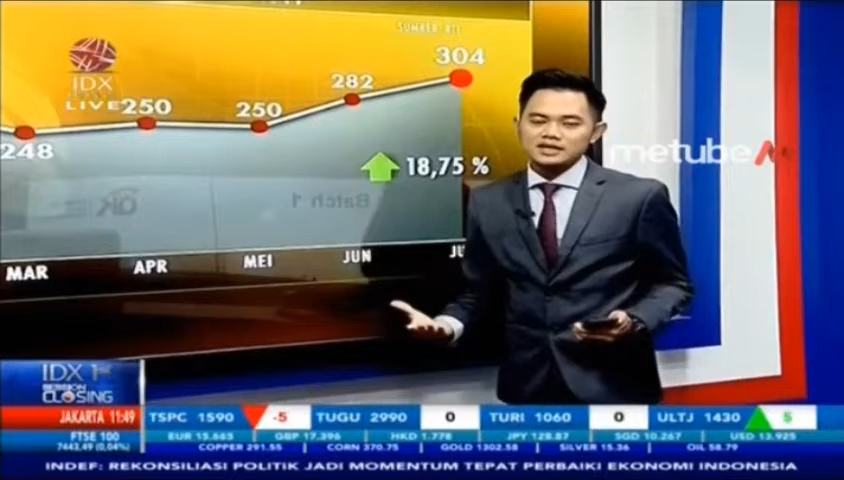 SUMBER: BEI
IDX
LIVE
248
250
250
282
304
18,75 %
Batch 1
MAR
APR
MEI
JUN
JU
metube
IDX 1st
SESSION
CLOSING
JAKARTA 11:49
TSPC 1590 -5 TUGU 2990 0 TURI 1060 0 ULTJ 1430 5
FTSE 100
7443.49 (0,04%)
EUR 15.665 GBP 17.396 HKD 1.778 JPY 128.87 SGD 10.267 USD 13.925
COPPER 291.55 CORN 370.75 GOLD 1302.58 SILVER 15.36 OIL 58.79
INDEF: REKONSILIASI POLITIK JADI MOMENTUM TEPAT PERBAIKI EKONOMI INDONESIA